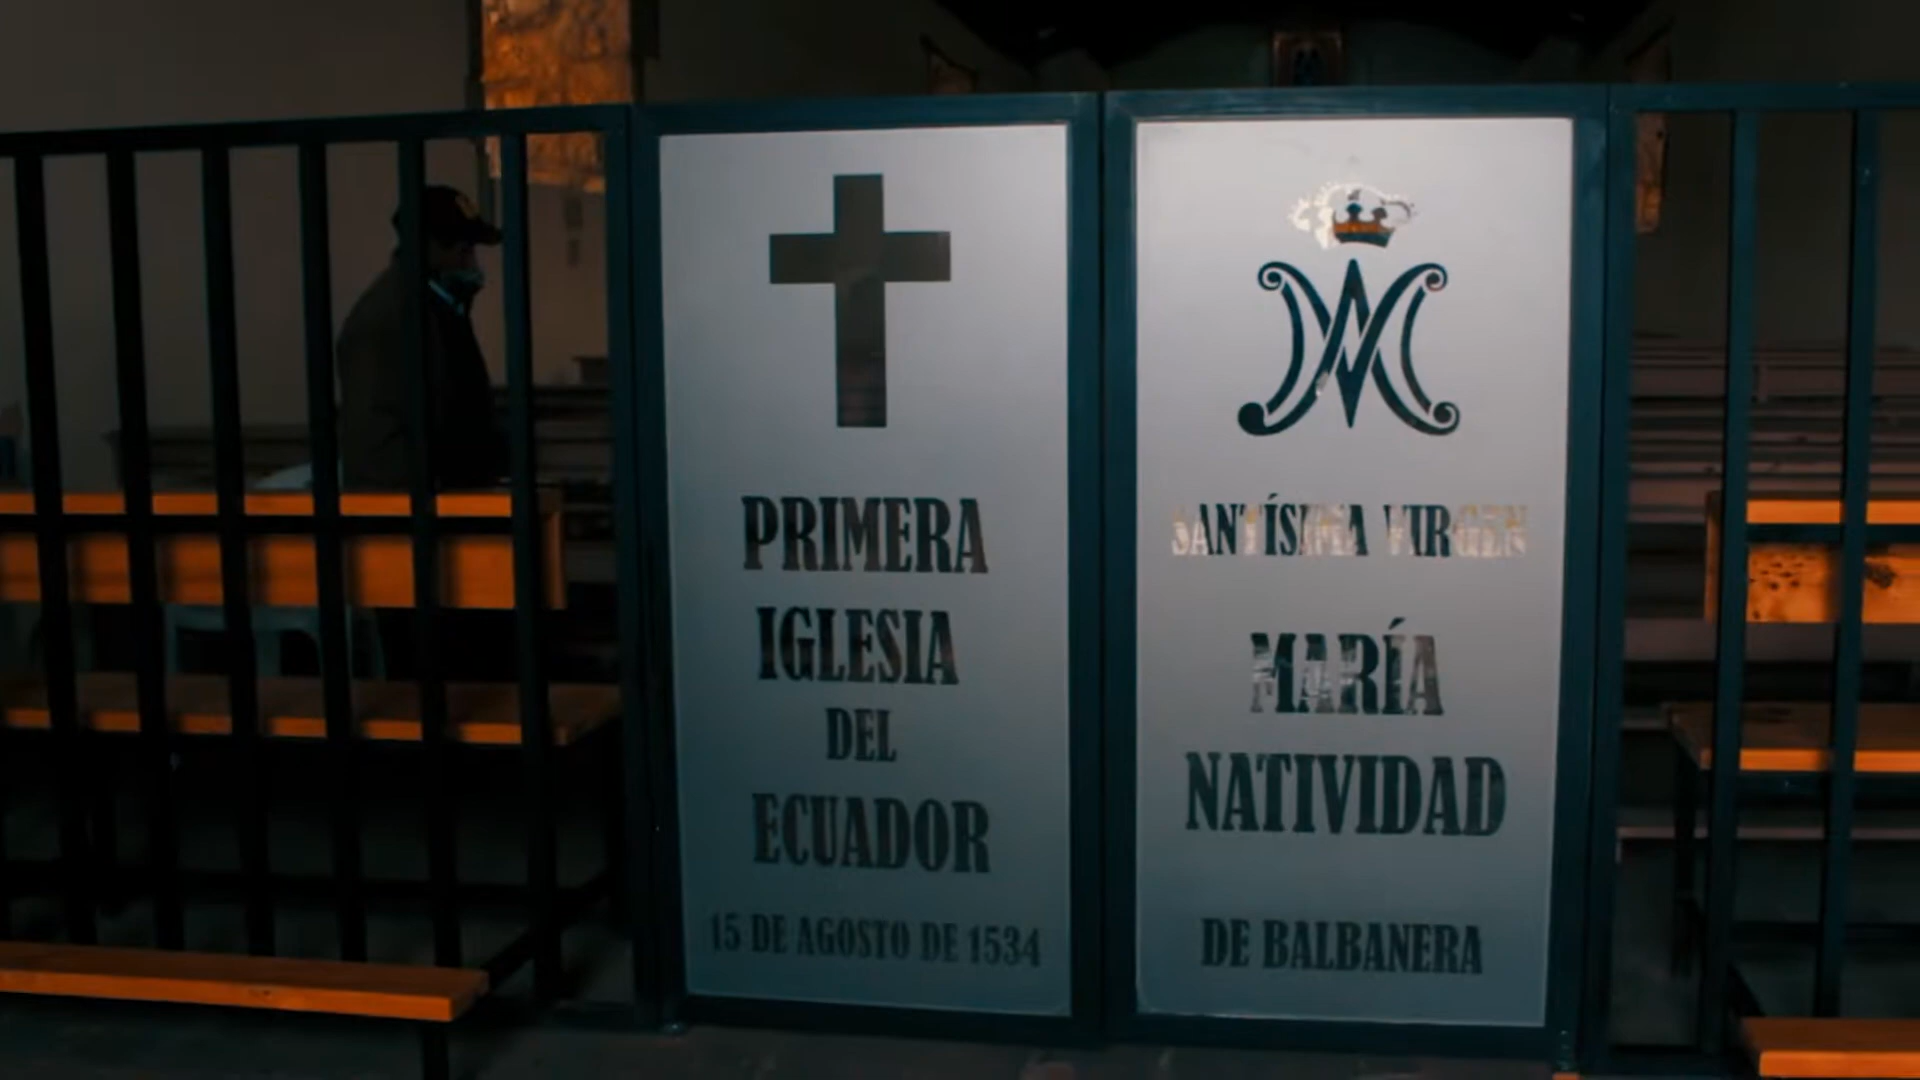 PRIMERA
IGLESIA
DEL
ECUADOR
15 DE AGOSTO DE 1534
SANTÍSIMA VIRGEN
MARÍA
NATIVIDAD
DE BALBANERA